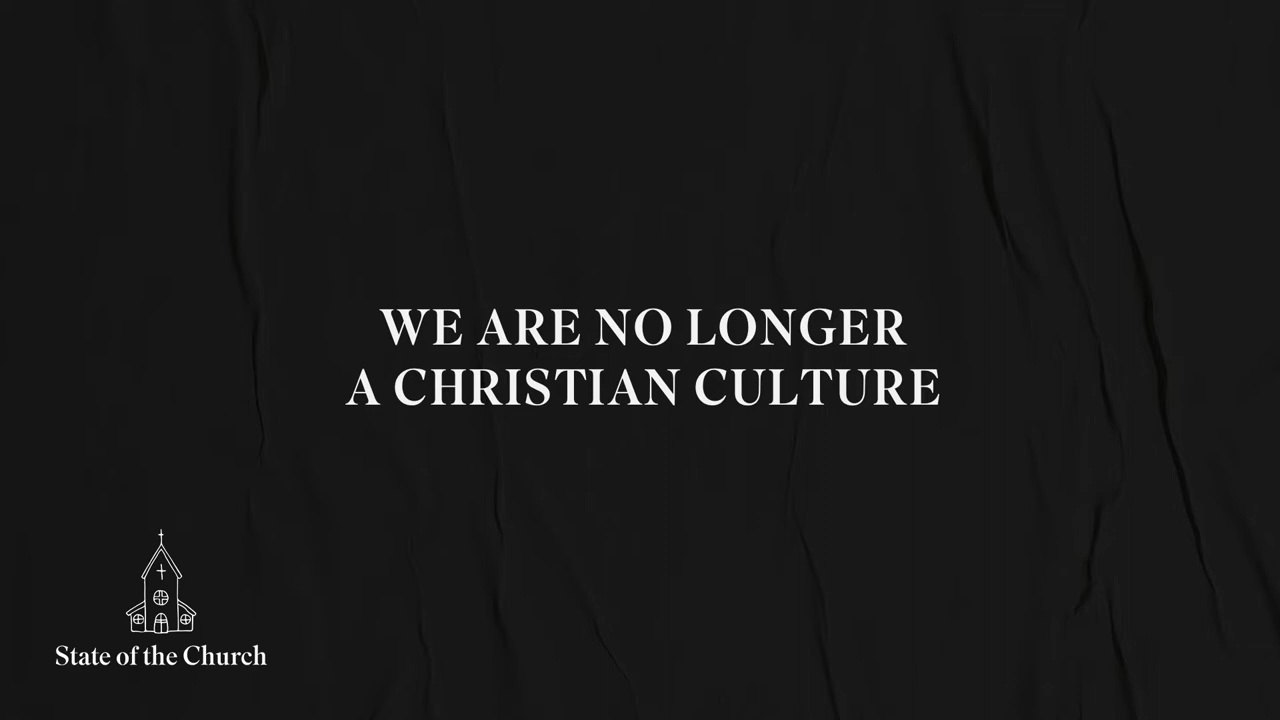 WE ARE NO LONGER
A CHRISTIAN CULTURE
State of the Church